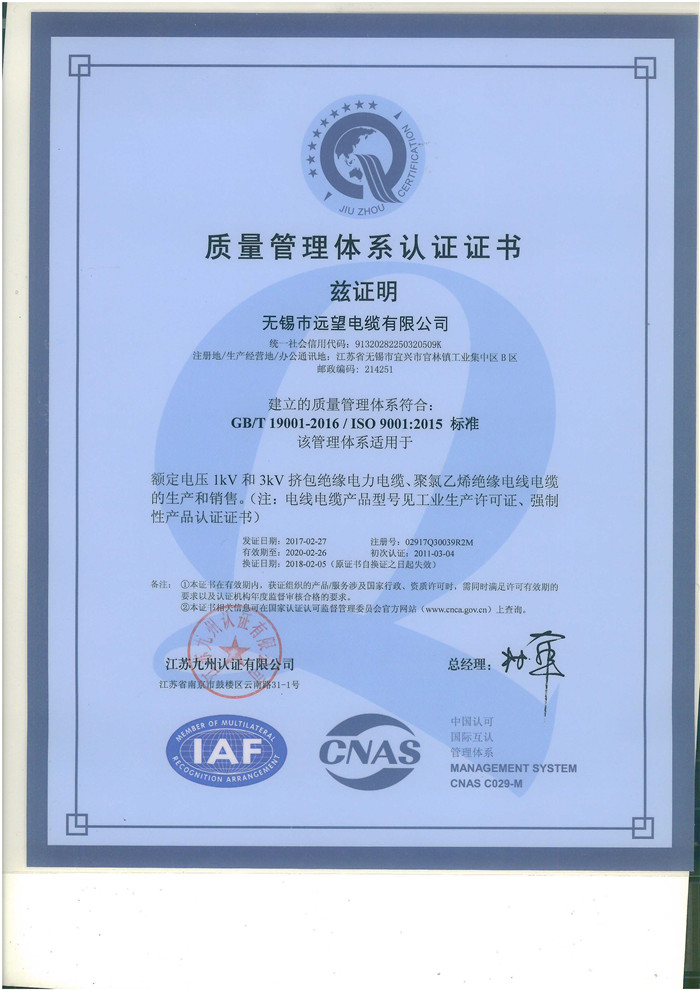 JIU ZHOU CERTIFICATION
质量管理体系认证证书
兹证明
无锡市远望电缆有限公司
统一社会信用代码：91320282250320509K
注册地/生产经营地/办公通讯地：江苏省无锡市宜兴市官林镇工业集中区 B 区
邮政编码：214251
建立的质量管理体系符合：
GB/T 19001-2016 / ISO 9001:2015 标准
该管理体系适用于
额定电压 1kV 和 3kV 挤包绝缘电力电缆、聚氯乙烯绝缘电线电缆
的生产和销售。（注：电线电缆产品型号见工业生产许可证、强制
性产品认证证书）
发证日期：2017-02-27 注册号：02917Q30039R2M
有效期至：2020-02-26 初次认证：2011-03-04
换证日期：2018-02-05（原证书自换证之日起失效）
备注： ①本证书在有效期内，获证组织的产品/服务涉及国家行政、资质许可时，需同时满足许可有效期的
要求以及认证机构年度监督审核合格的要求。
②本证书相关信息可在国家认证认可监督管理委员会官方网站（www.cnca.gov.cn）上查询。
江苏九州认证有限公司
总经理：
江苏省南京市鼓楼区云南路31-1号
MEMBER OF MULTILATERAL
IAF
RECOGNITION ARRANGEMENT
CNAS
中国认可
国际互认
管理体系
MANAGEMENT SYSTEM
CNAS C029-M